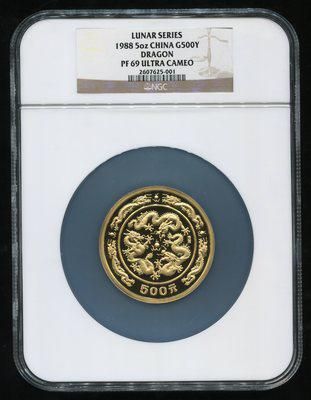 LUNAR SERIES
1988 5oz CHINA G500Y
DRAGON
PF 69 ULTRA CAMEO
2607625-001
NGC
500元